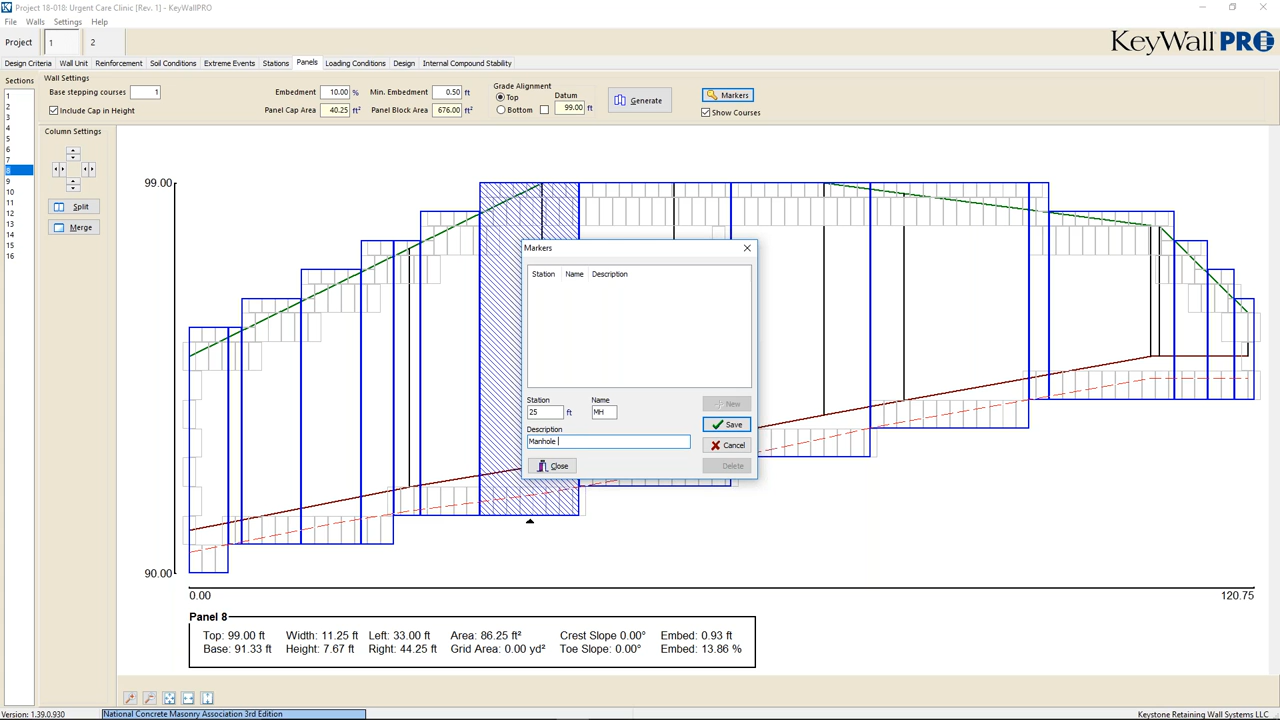 Project 18-018: Urgent Care Clinic [Rev. 1] - KeyWallPRO
File Walls Settings Help
Project 1 2
KeyWall PRO
Design Criteria Wall Unit Reinforcement Soil Conditions Extreme Events Stations Panels Loading Conditions Design Internal Compound Stability
Sections
1
2
3
4
5
6
7
8
9
10
11
12
13
14
15
16
Wall Settings
Base stepping courses 1
Include Cap in Height
Embedment 10.00 %
Panel Cap Area 40.25 ft²
Min. Embedment 0.50 ft
Panel Block Area 676.00 ft²
Grade Alignment
Top
Bottom
Datum
99.00 ft
Generate
Markers
Show Courses
Column Settings
Split
Merge
99.00
90.00
0.00
120.75
Markers
Station Name Description
Station
25 ft
Name
MH
Description
Manhole
New
Save
Cancel
Delete
Close
Panel 8
Top: 99.00 ft Width: 11.25 ft Left: 33.00 ft Area: 86.25 ft² Crest Slope 0.00° Embed: 0.93 ft
Base: 91.33 ft Height: 7.67 ft Right: 44.25 ft Grid Area: 0.00 yd² Toe Slope: 0.00° Embed: 13.86 %
Version: 1.39.0.930
National Concrete Masonry Association 3rd Edition
Keystone Retaining Wall Systems LLC